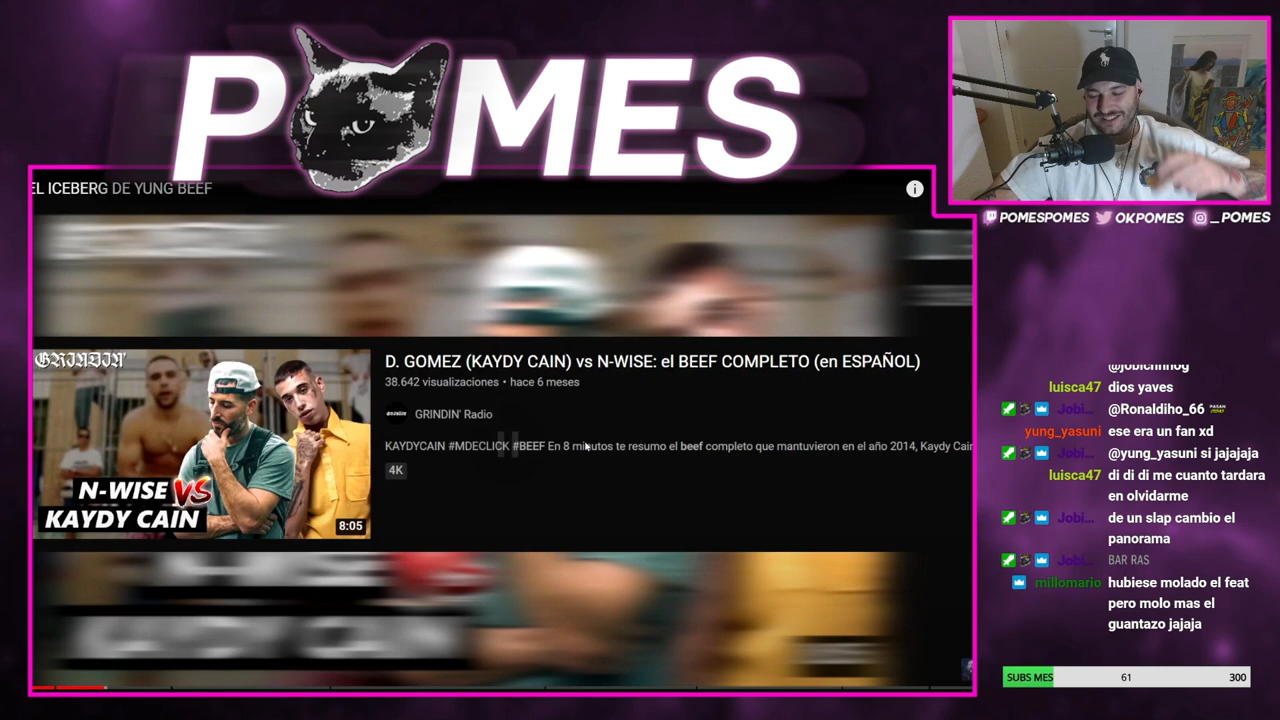 POMES
EL ICEBERG DE YUNG BEEF
POMESPOMES OKPOMES _POMES
GRINDIN'
N-WISE VS
KAYDY CAIN
8:05
D. GOMEZ (KAYDY CAIN) vs N-WISE: el BEEF COMPLETO (en ESPAÑOL)
38.642 visualizaciones • hace 6 meses
GRINDIN' Radio
KAYDYCAIN #MDECLICK #BEEF En 8 minutos te resumo el beef completo que mantuvieron en el año 2014, Kaydy Cain
4K
@jobichinog
luisca47 dios yaves
Jobi... @Ronaldiho_66
yung_yasuni ese era un fan xd
Jobi... @yung_yasuni si jajajaja
luisca47 di di di me cuanto tardara
en olvidarme
Jobi... de un slap cambio el
panorama
Jobi... BAR RAS
millomario hubiese molado el feat
pero molo mas el
guantazo jajaja
SUBS MES 61 300